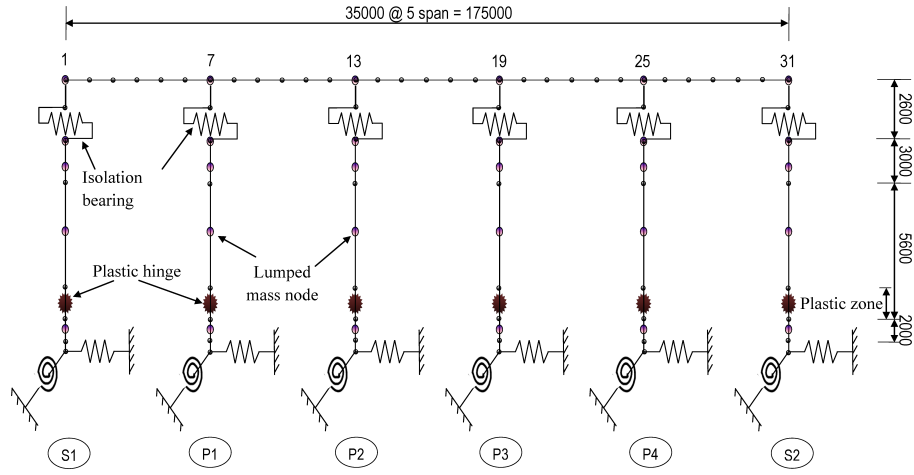 35000 @ 5 span = 175000
1 7 13 19 25 31
2600
3000
Isolation
bearing
5600
Lumped
mass node
Plastic hinge
Plastic zone
2000
S1 P1 P2 P3 P4 S2